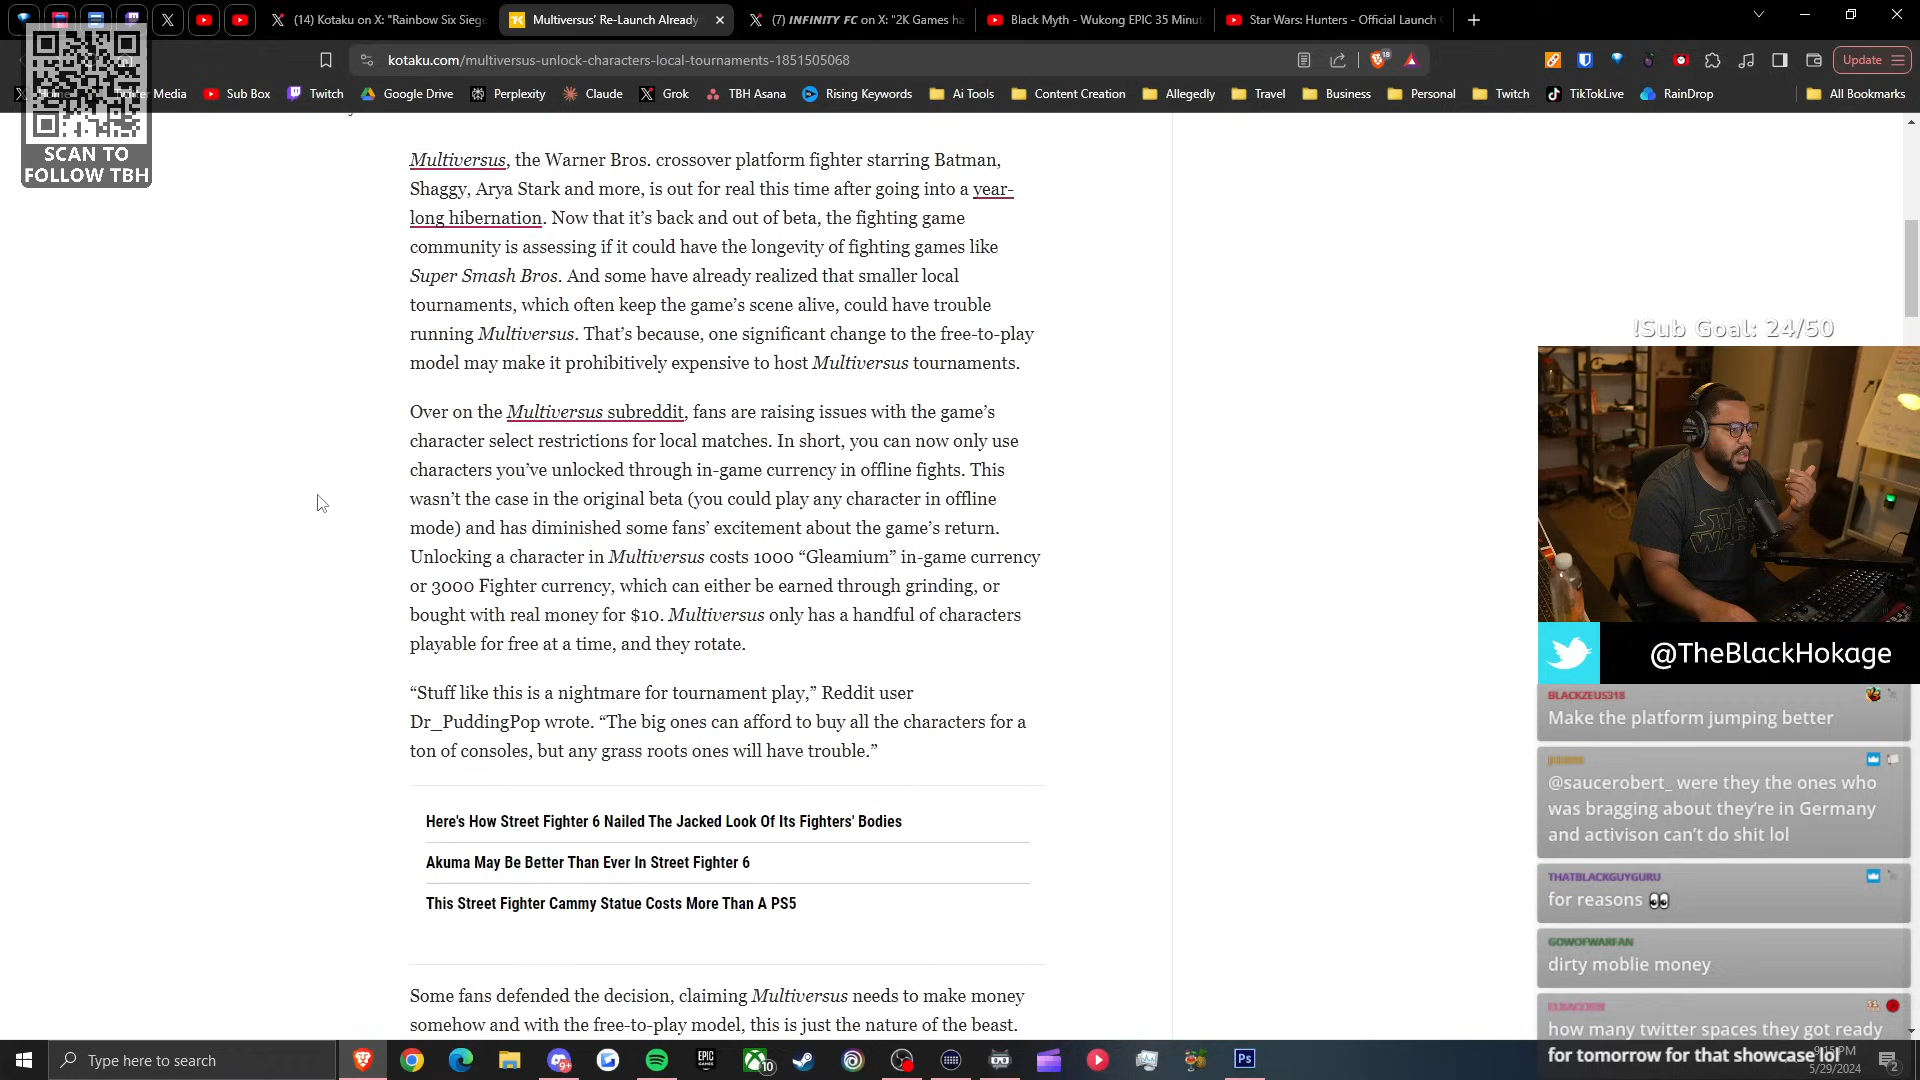 (14) Kotaku on X: "Rainbow Six Siege
Multiversus' Re-Launch Already
(7) INFINITY FC on X: "2K Games ha
Black Myth - Wukong EPIC 35 Minut
Star Wars: Hunters - Official Launch
kotaku.com/multiversus-unlock-characters-local-tournaments-1851505068
18
Update
Media
Sub Box
Twitch
Google Drive
Perplexity
Claude
Grok
TBH Asana
Rising Keywords
Ai Tools
Content Creation
Allegedly
Travel
Business
Personal
Twitch
TikTokLive
RainDrop
All Bookmarks
SCAN TO
FOLLOW TBH
Multiversus, the Warner Bros. crossover platform fighter starring Batman,
Shaggy, Arya Stark and more, is out for real this time after going into a year-
long hibernation. Now that it's back and out of beta, the fighting game
community is assessing if it could have the longevity of fighting games like
Super Smash Bros. And some have already realized that smaller local
tournaments, which often keep the game's scene alive, could have trouble
running Multiversus. That's because, one significant change to the free-to-play
model may make it prohibitively expensive to host Multiversus tournaments.
Over on the Multiversus subreddit, fans are raising issues with the game's
character select restrictions for local matches. In short, you can now only use
characters you've unlocked through in-game currency in offline fights. This
wasn't the case in the original beta (you could play any character in offline
mode) and has diminished some fans' excitement about the game's return.
Unlocking a character in Multiversus costs 1000 “Gleamium” in-game currency
or 3000 Fighter currency, which can either be earned through grinding, or
bought with real money for $10. Multiversus only has a handful of characters
playable for free at a time, and they rotate.
“Stuff like this is a nightmare for tournament play,” Reddit user
Dr_PuddingPop wrote. “The big ones can afford to buy all the characters for a
ton of consoles, but any grass roots ones will have trouble.”
Here's How Street Fighter 6 Nailed The Jacked Look Of Its Fighters' Bodies
Akuma May Be Better Than Ever In Street Fighter 6
This Street Fighter Cammy Statue Costs More Than A PS5
Some fans defended the decision, claiming Multiversus needs to make money
somehow and with the free-to-play model, this is just the nature of the beast.
!Sub Goal: 24/50
STAR
WARS
@TheBlackHokage
BLACKZEUS318
Make the platform jumping better
@saucerobert_ were they the ones who
was bragging about they're in Germany
and activison can't do shit lol
THATBLACKGUYGURU
for reasons 👀
GOWOFWARFAN
dirty moblie money
how many twitter spaces they got ready
for tomorrow for that showcase lol
Type here to search
9+
EPIC
GAMES
10
Ps
9:15 PM
5/29/2024
2